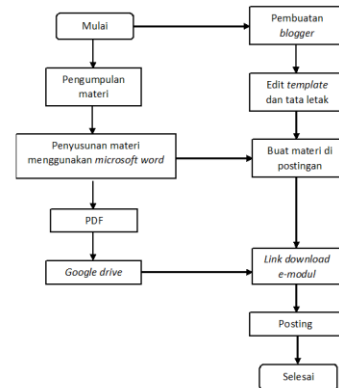 Mulai
Pembuatan
blogger
Pengumpulan
materi
Edit template
dan tata letak
Penyusunan materi
menggunakan microsoft word
Buat materi di
postingan
PDF
Google drive
Link download
e-modul
Posting
Selesai